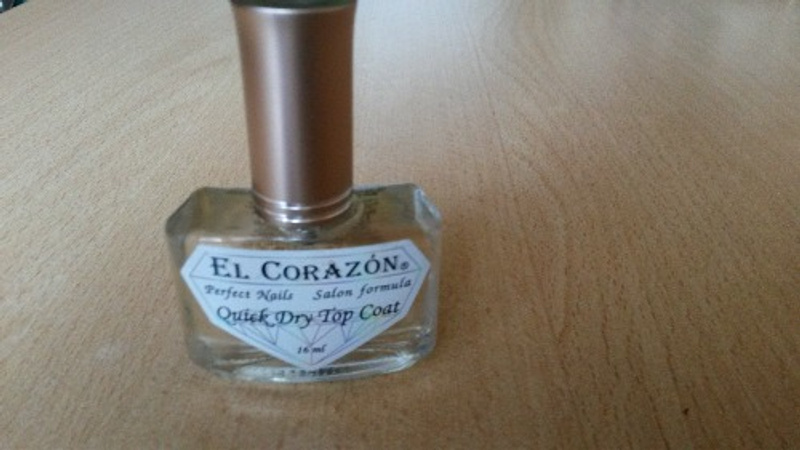 EL CORAZÓN®
Perfect Nails Salon formula
Quick Dry Top Coat
16 ml